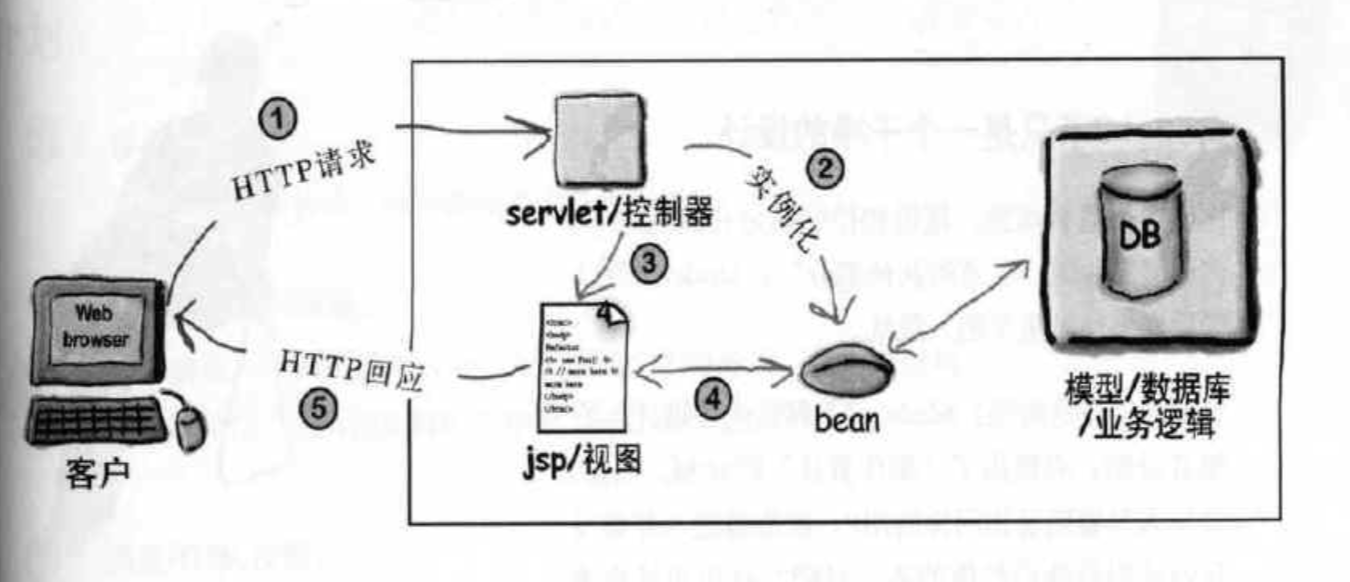 1
HTTP请求
servlet/控制器
2
实例化
DB
3
Web
browser
HTTP回应
5
4
4
bean
模型/数据库
/业务逻辑
jsp/视图
客户